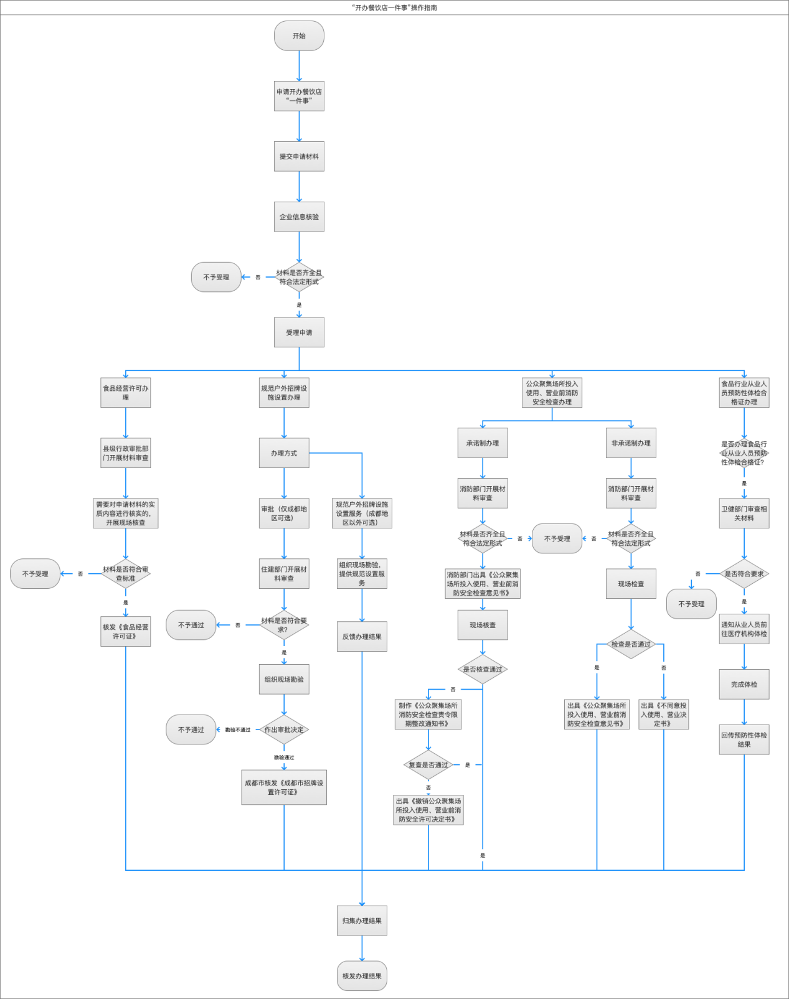 “开办餐饮店一件事”操作指南
开始
申请开办餐饮店
“一件事”
提交申请材料
企业信息核验
材料是否齐全且
符合法定形式
否
不予受理
是
受理申请
食品经营许可办
理
县级行政审批部
门开展材料审查
需要对申请材料的实
质内容进行核实的，
开展现场核查
材料是否符合审
查标准
否
不予受理
是
核发《食品经营
许可证》
规范户外招牌设
施设置办理
办理方式
审批（仅成都地
区可选）
住建部门开展材
料审查
材料是否符合要
求?
否
不予通过
是
组织现场勘验
作出审批决定
勘验不通过
不予通过
勘验通过
成都市核发《成都市招牌设
置许可证》
规范户外招牌设施
设置服务（成都地
区以外可选）
组织现场勘验，
提供规范设置服
务
反馈办理结果
公众聚集场所投入
使用、营业前消防
安全检查办理
承诺制办理
消防部门开展材
料审查
材料是否齐全且
符合法定形式
否
不予受理
消防部门出具《公众聚集
场所投入使用、营业前消
防安全检查意见书》
现场核查
是否核查通过
否
制作《公众聚集场所
消防安全检查责令限
期整改通知书》
复查是否通过
是
否
出具《撤销公众聚集场
所投入使用、营业前消
防安全许可决定书》
是
非承诺制办理
消防部门开展材
料审查
材料是否齐全且
符合法定形式
否
现场检查
检查是否通过
是
否
出具《公众聚集场所
投入使用、营业前消
防安全检查意见书》
出具《不同意投
入使用、营业决
定书》
食品行业从业人
员预防性体检合
格证办理
是否办理食品行
业从业人员预防
性体检合格证?
是
卫健部门审查相
关材料
是否符合要求
否
不予受理
是
通知从业人员前
往医疗机构体检
完成体检
回传预防性体检
结果
归集办理结果
核发办理结果